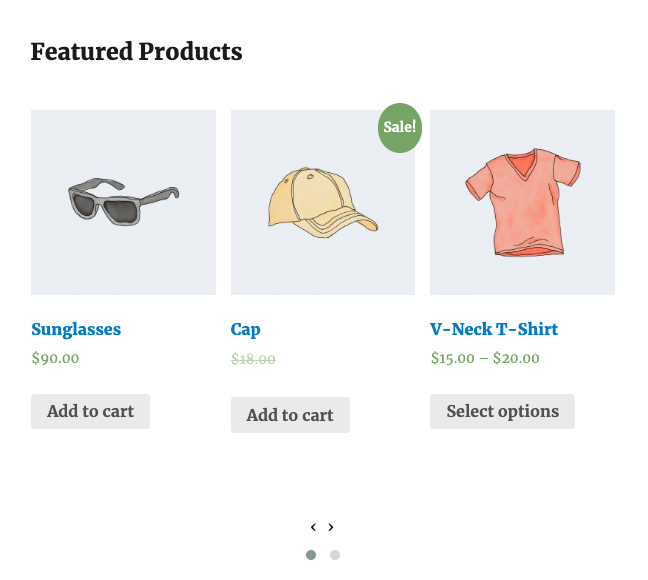 Featured Products
Sale!
Sunglasses
$90.00
Add to cart
Cap
$18.00
Add to cart
V-Neck T-Shirt
$15.00 – $20.00
Select options
‹ ›